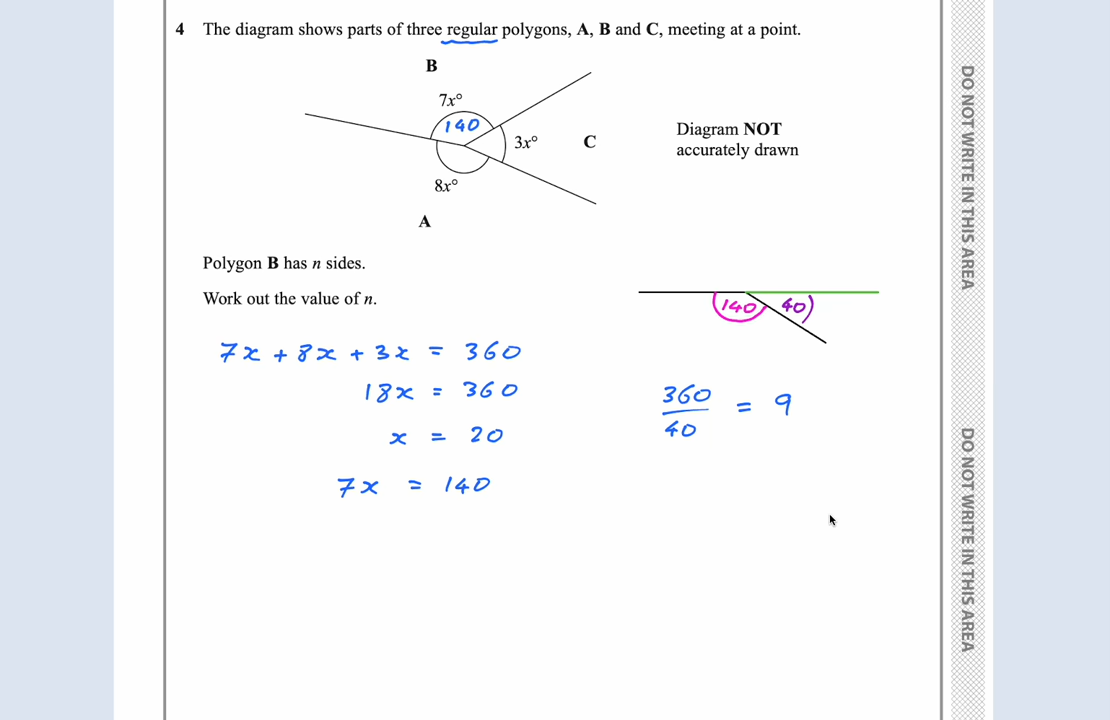 4 The diagram shows parts of three regular polygons, A, B and C, meeting at a point.
B
7x°
140
3x°
C
8x°
A
Diagram NOT
accurately drawn
Polygon B has n sides.
Work out the value of n.
140 40
7x + 8x + 3x = 360
18x = 360
x = 20
7x = 140
360
40
= 9
DO NOT WRITE IN THIS AREA
DO NOT WRITE IN THIS AREA